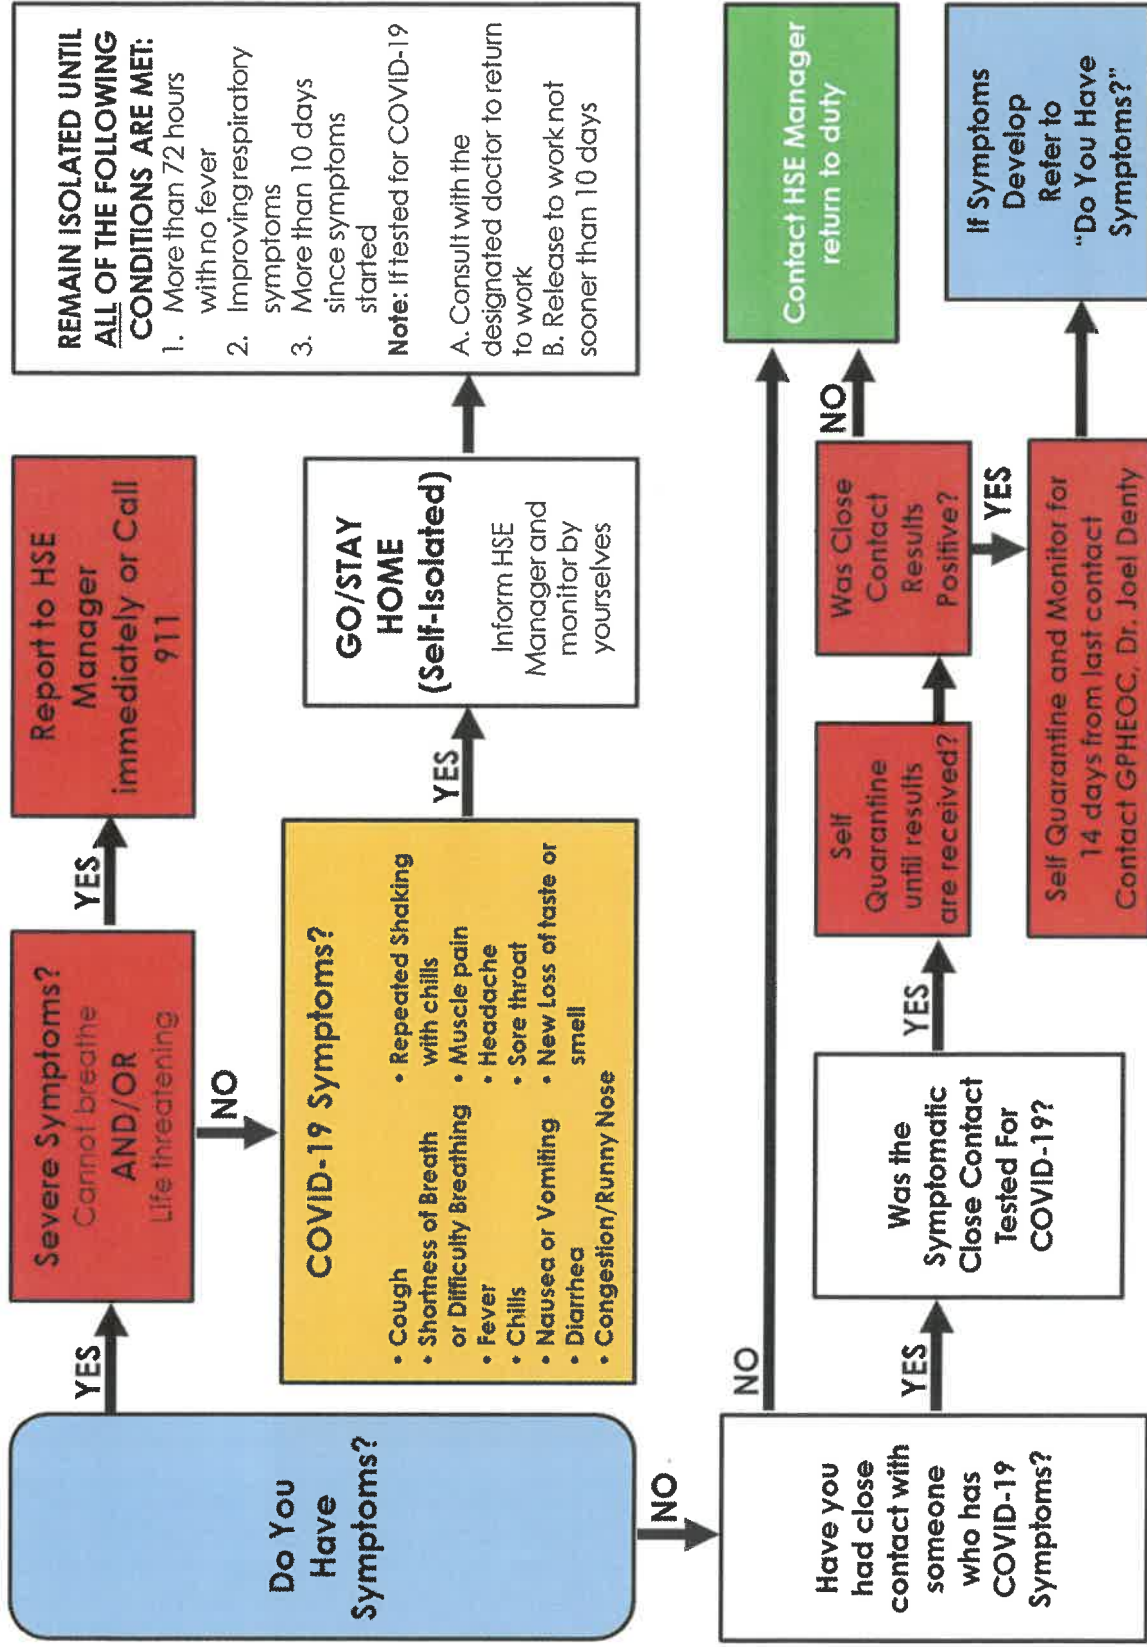 Do You
Have
Symptoms?
YES
Severe Symptoms?
Cannot breathe
AND/OR
Life threatening
YES
Report to HSE
Manager
immediately or Call
911
NO
COVID-19 Symptoms?
• Cough
• Shortness of Breath
or Difficulty Breathing
• Fever
• Chills
• Nausea or Vomiting
• Diarrhea
• Congestion/Runny Nose
• Repeated Shaking
with chills
• Muscle pain
• Headache
• Sore throat
• New Loss of taste or
smell
YES
GO/STAY
HOME
(Self-Isolated)
Inform HSE
Manager and
monitor by
yourselves
REMAIN ISOLATED UNTIL
ALL OF THE FOLLOWING
CONDITIONS ARE MET:
1. More than 72 hours
with no fever
2. Improving respiratory
symptoms
3. More than 10 days
since symptoms
started
Note: If tested for COVID-19
A. Consult with the
designated doctor to return
to work
B. Release to work not
sooner than 10 days
NO
Have you
had close
contact with
someone
who has
COVID-19
Symptoms?
NO
YES
Was the
Symptomatic
Close Contact
Tested For
COVID-19?
YES
Self
Quarantine
until results
are received?
Was Close
Contact
Results
Positive?
NO
Contact HSE Manager
return to duty
YES
Self Quarantine and Monitor for
14 days from last contact
Contact GPHEOC, Dr. Joel Denty
If Symptoms
Develop
Refer to
"Do You Have
Symptoms?"